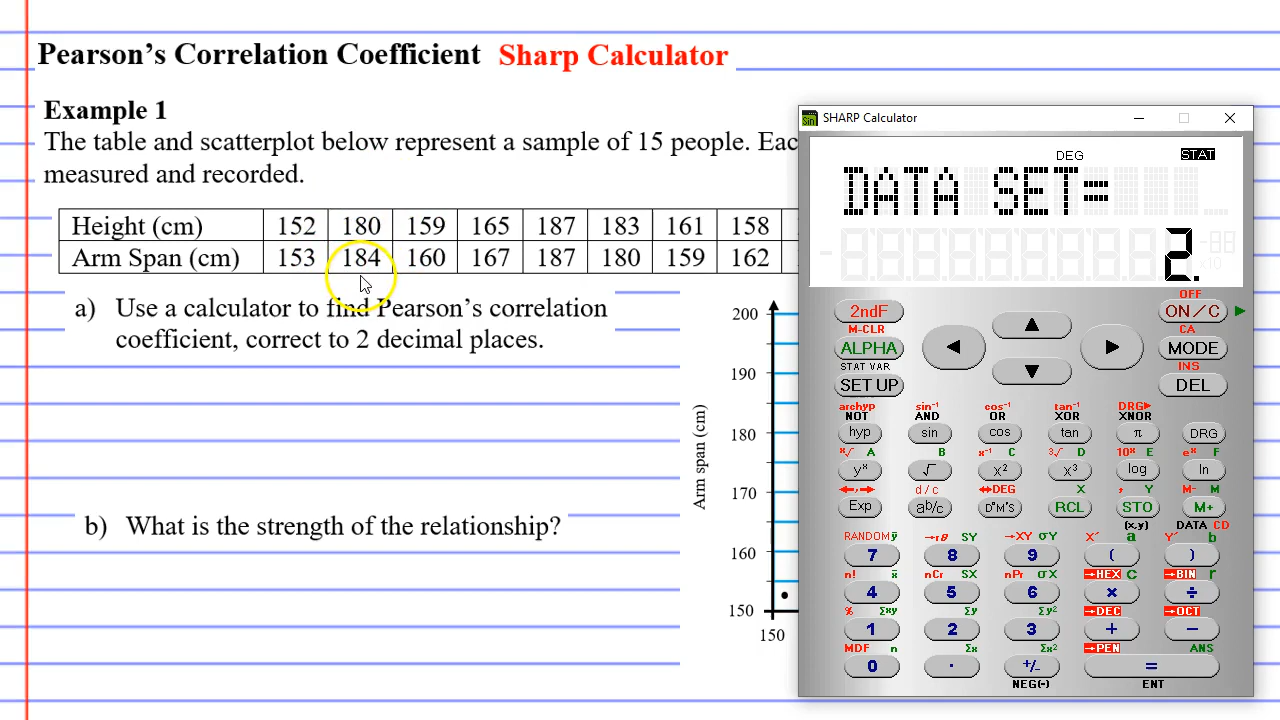 Pearson's Correlation Coefficient Sharp Calculator
Example 1
The table and scatterplot below represent a sample of 15 people. Eac
measured and recorded.
Height (cm) 152 180 159 165 187 183 161 158
Arm Span (cm) 153 184 160 167 187 180 159 162
a) Use a calculator to find Pearson's correlation
coefficient, correct to 2 decimal places.
b) What is the strength of the relationship?
Arm span (cm)
200
190
180
170
160
150
150
SHARP Calculator
DEG STAT
DATA SET=
2.
OFF
2ndF ON/C
M-CLR CA
ALPHA MODE
STAT VAR INS
SET UP DEL
archyp sin⁻¹ cos⁻¹ tan⁻¹ DRG▶
NOT AND OR XOR XNOR
hyp sin cos tan π DRG
ˣ√ A B x⁻¹ C ³√ D 10ˣ E eˣ F
yˣ √ x² x³ log ln
←,→ d/c ↔DEG X , Y M- M
Exp ab/c D°M'S RCL STO M+
(x,y) DATA CD
RANDOM ȳ →rθ SY →XY σY X' a Y' b
7 8 9 ( )
n! x̄ nCr SX nPr σX →HEX c →BIN r
4 5 6 × ÷
% Σxy Σy Σy² →DEC →OCT
1 2 3 + −
MDF n Σx Σx² →PEN ANS
0 · +/- =
NEG(-) ENT